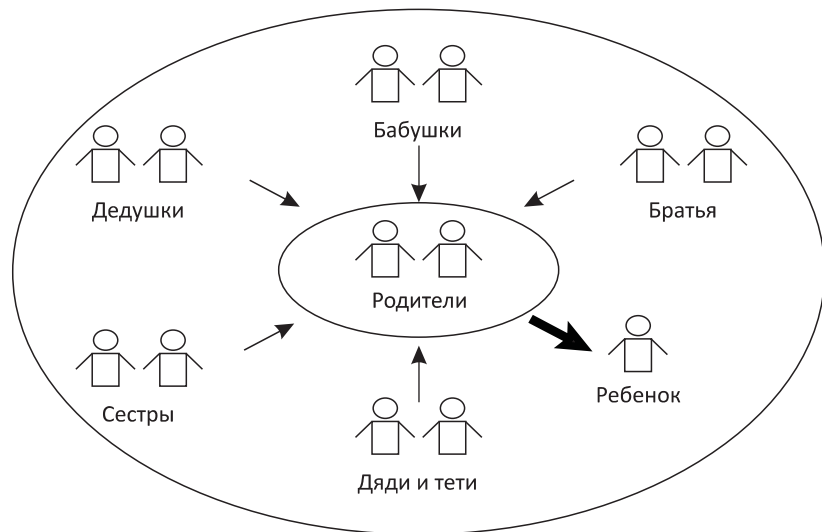 Бабушки
Дедушки
Братья
Родители
Сестры
Ребенок
Дяди и тети